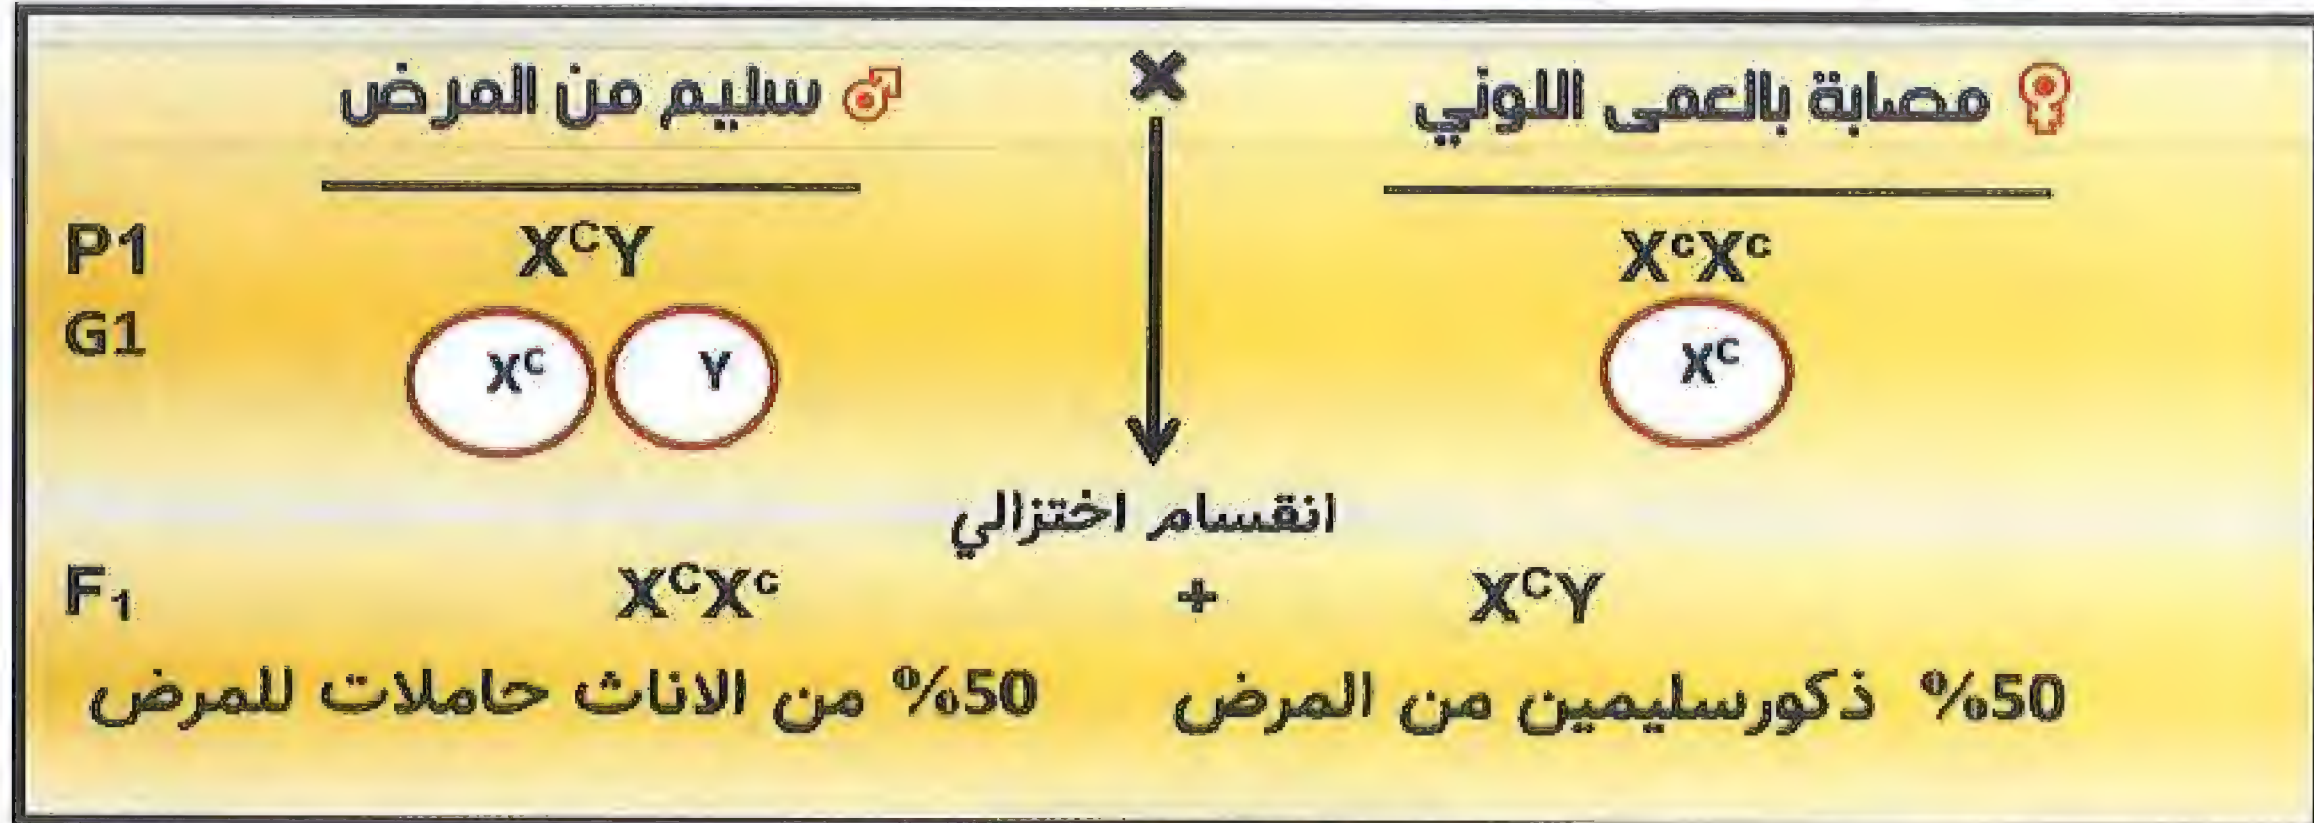 ♀ مصابة بالعمى اللوني × ♂ سليم من المرض
P1 XᶜXᶜ XCY
G1 XC Y XC
انقسام اختزالي
F₁ XCY + XCXᶜ
50% ذكورسليمين من المرض 50% من الاناث حاملات للمرض